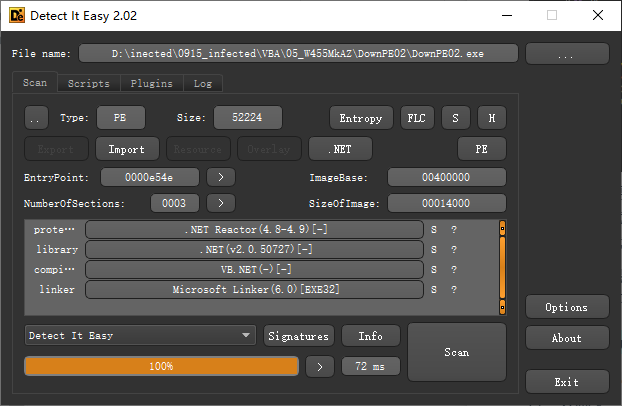 Detect It Easy 2.02
File name: D:\inected\0915_infected\VBA\05_W455MkAZ\DownPE02\DownPE02.exe ...
Scan Scripts Plugins Log
.. Type: PE Size: 52224 Entropy FLC S H
Export Import Resource Overlay .NET PE
EntryPoint: 0000e54e > ImageBase: 00400000
NumberOfSections: 0003 > SizeOfImage: 00014000
prote… .NET Reactor(4.8-4.9)[-] S ?
library .NET(v2.0.50727)[-] S ?
compi… VB.NET(-)[-] S ?
linker Microsoft Linker(6.0)[EXE32] S ?
Options
Detect It Easy Signatures Info Scan About
100% > 72 ms
Exit